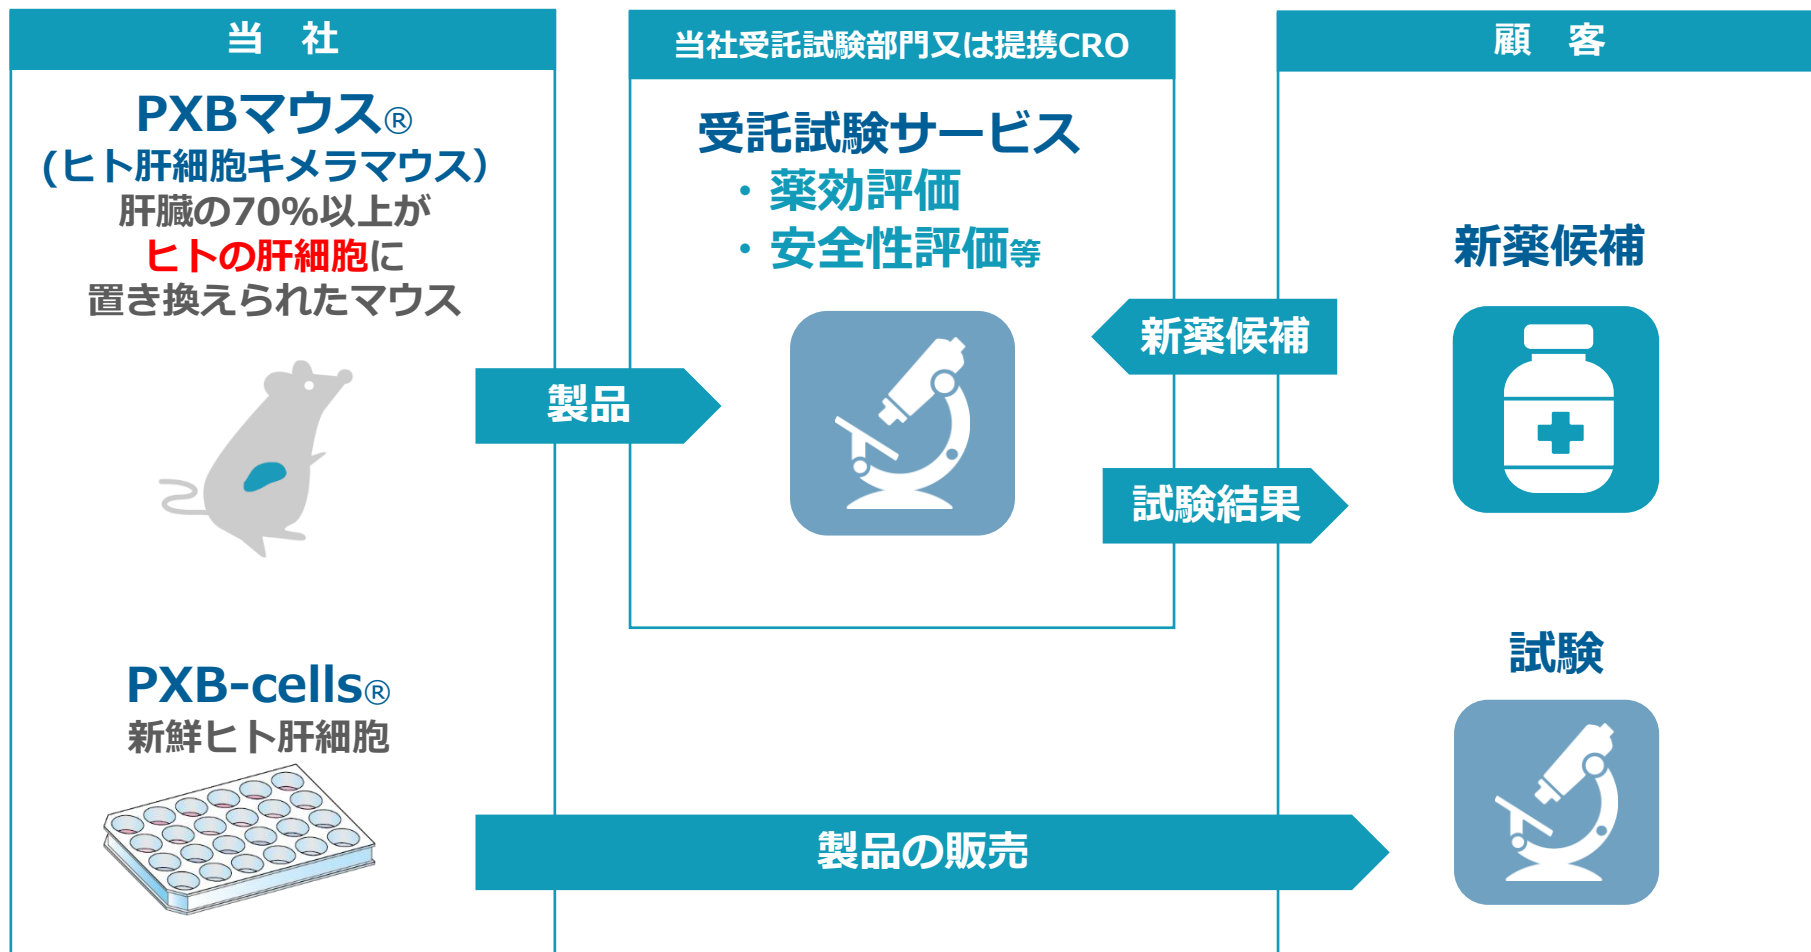 当　社
PXBマウス®
(ヒト肝細胞キメラマウス）
肝臓の70%以上が
ヒトの肝細胞に
置き換えられたマウス
製品
PXB-cells®
新鮮ヒト肝細胞
製品の販売
当社受託試験部門又は提携CRO
受託試験サービス
・薬効評価
・安全性評価等
新薬候補
試験結果
顧　客
新薬候補
試験